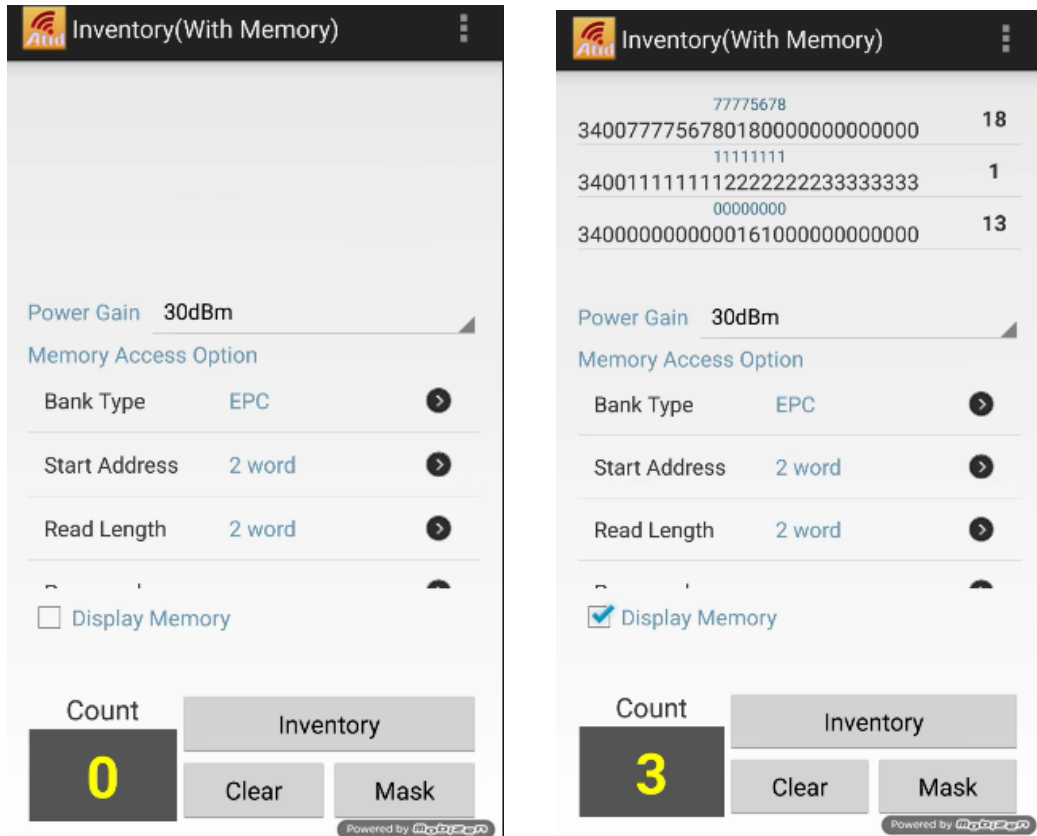 Atid Inventory(With Memory)
Power Gain 30dBm
Memory Access Option
Bank Type EPC
Start Address 2 word
Read Length 2 word
Display Memory
Count
0
Inventory
Clear Mask
Powered by Mobizen
Atid Inventory(With Memory)
77775678
3400777756780180000000000000 18
11111111
3400111111112222222233333333 1
00000000
3400000000000161000000000000 13
Power Gain 30dBm
Memory Access Option
Bank Type EPC
Start Address 2 word
Read Length 2 word
Display Memory
Count
3
Inventory
Clear Mask
Powered by Mobizen